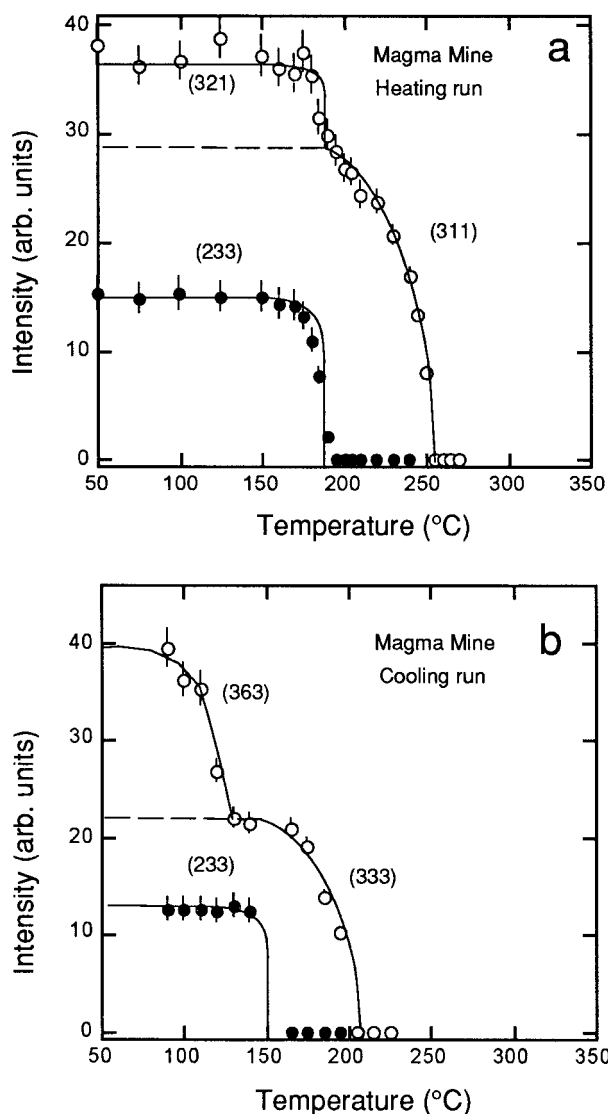 40
30
20
10
0
Intensity (arb. units)
a
Magma Mine
Heating run
(321)
(311)
(233)
50 100 150 200 250 300 350
Temperature (°C)
40
30
20
10
0
Intensity (arb. units)
b
Magma Mine
Cooling run
(363)
(333)
(233)
50 100 150 200 250 300 350
Temperature (°C)